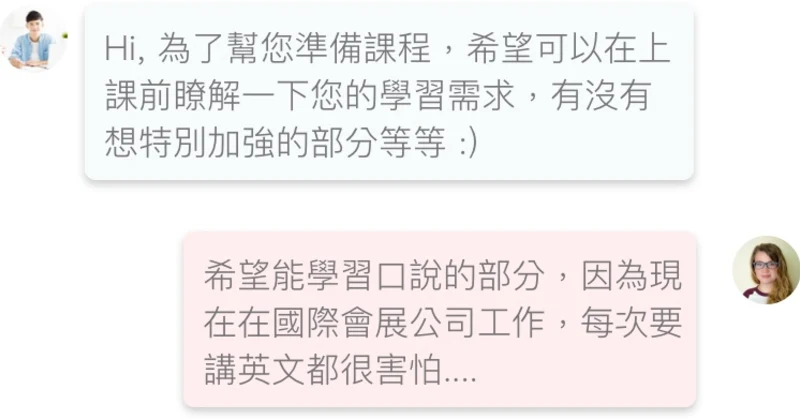 Hi, 為了幫您準備課程，希望可以在上
課前瞭解一下您的學習需求，有沒有
想特別加強的部分等等 :)
希望能學習口說的部分，因為現
在在國際會展公司工作，每次要
講英文都很害怕....